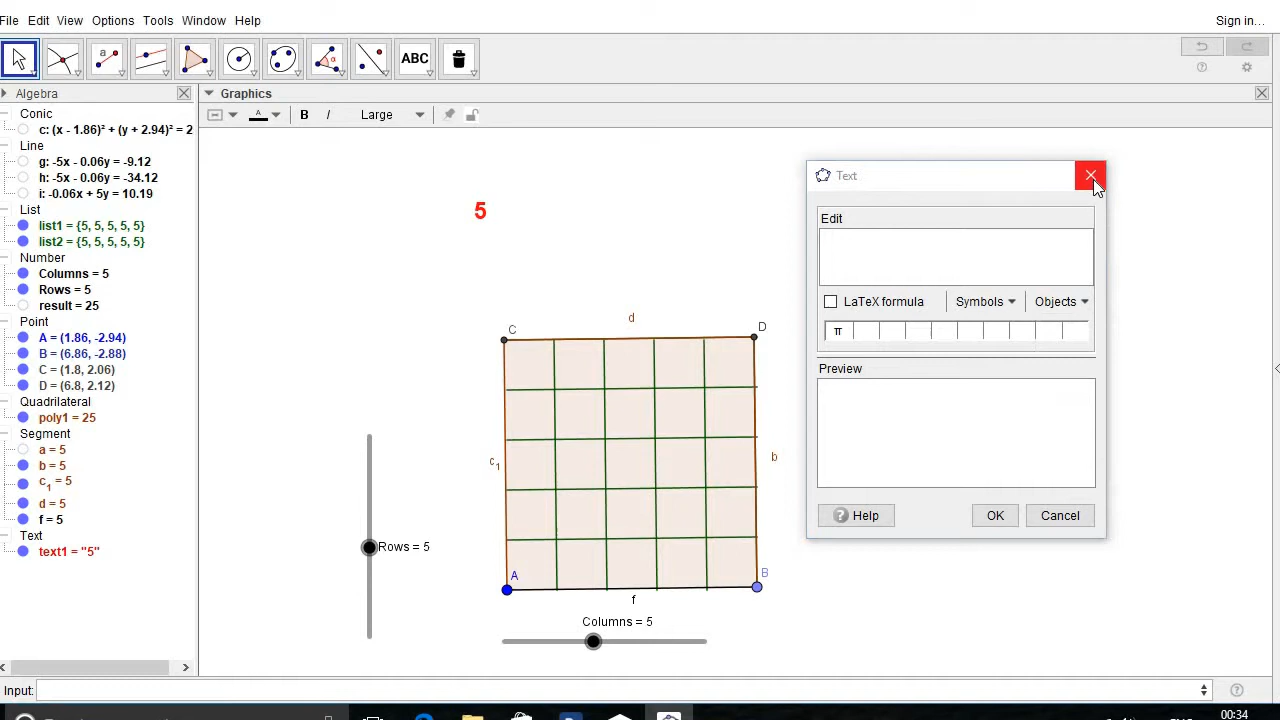 File Edit View Options Tools Window Help Sign in...
a α ABC
Algebra
Graphics
B I Large
Conic
c: (x - 1.86)² + (y + 2.94)² = 2
Line
g: -5x - 0.06y = -9.12
h: -5x - 0.06y = -34.12
i: -0.06x + 5y = 10.19
List
list1 = {5, 5, 5, 5, 5}
list2 = {5, 5, 5, 5, 5}
Number
Columns = 5
Rows = 5
result = 25
Point
A = (1.86, -2.94)
B = (6.86, -2.88)
C = (1.8, 2.06)
D = (6.8, 2.12)
Quadrilateral
poly1 = 25
Segment
a = 5
b = 5
c₁ = 5
d = 5
f = 5
Text
text1 = "5"
5
C d D
c₁ b
A B
f
Rows = 5
Columns = 5
Text
Edit
LaTeX formula Symbols Objects
π
Preview
Help OK Cancel
Input:
00:34